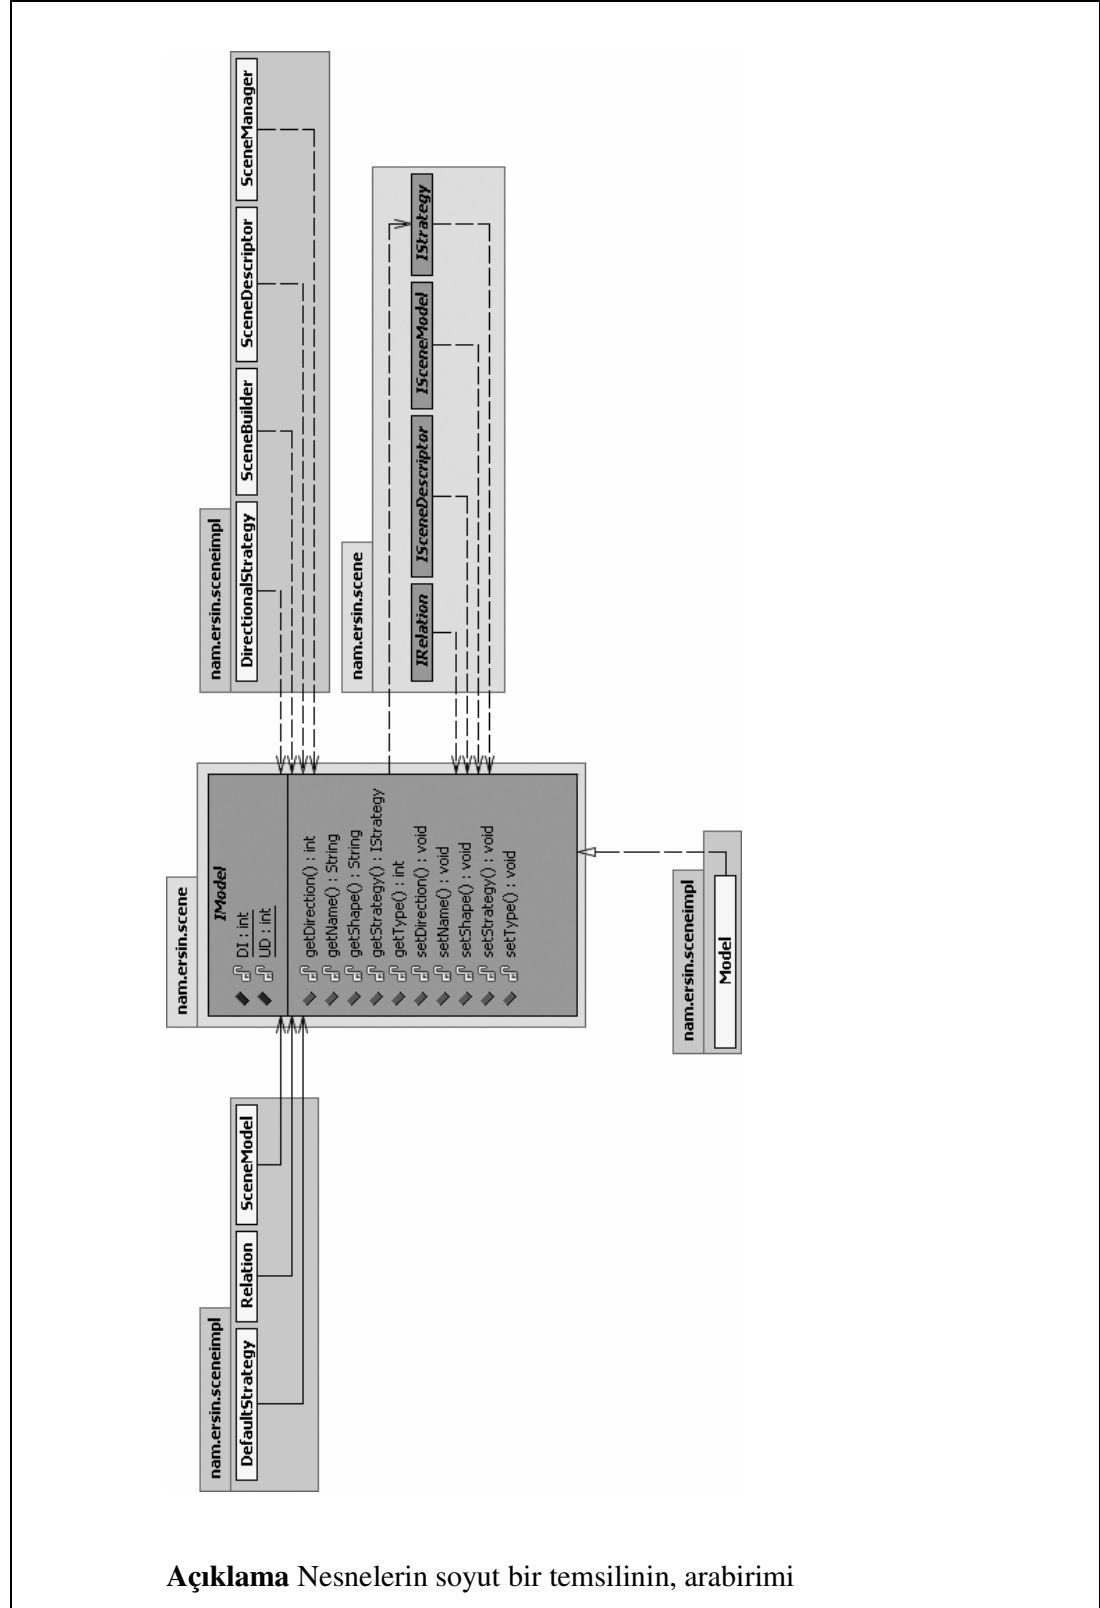 nam.ersin.sceneimpl
DefaultStrategy
Relation
SceneModel
nam.ersin.scene
IModel
DI : int
UD : int
getDirection() : int
getName() : String
getShape() : String
getStrategy() : IStrategy
getType() : int
setDirection() : void
setName() : void
setShape() : void
setStrategy() : void
setType() : void
nam.ersin.sceneimpl
DirectionalStrategy
SceneBuilder
SceneDescriptor
SceneManager
nam.ersin.scene
IRelation
ISceneDescriptor
ISceneModel
IStrategy
nam.ersin.sceneimpl
Model
Açıklama Nesnelerin soyut bir temsilinin, arabirimi